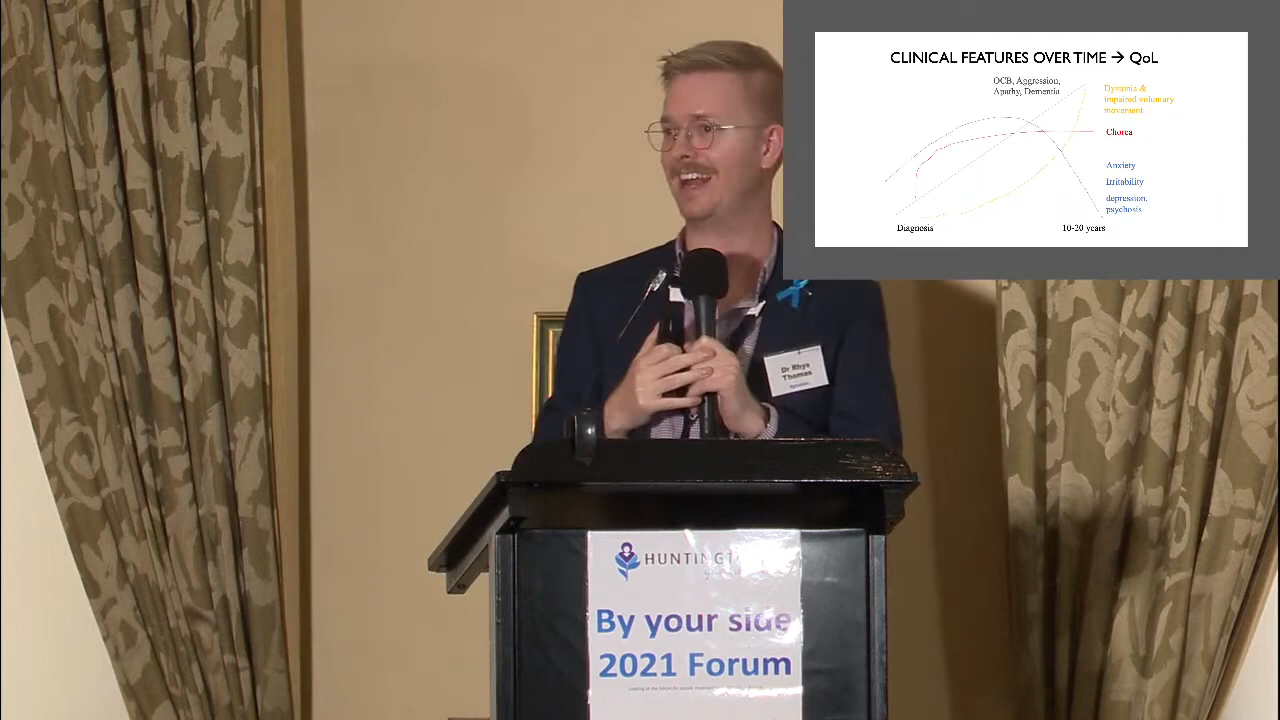 CLINICAL FEATURES OVER TIME → QoL
OCB, Aggression,
Apathy, Dementia
Dystonia &
impaired voluntary
movement
Chorea
Anxiety
Irritability
depression,
psychosis
Diagnosis
10-20 years
Dr Rhys
Thomas
HUNTINGT
By your side
2021 Forum